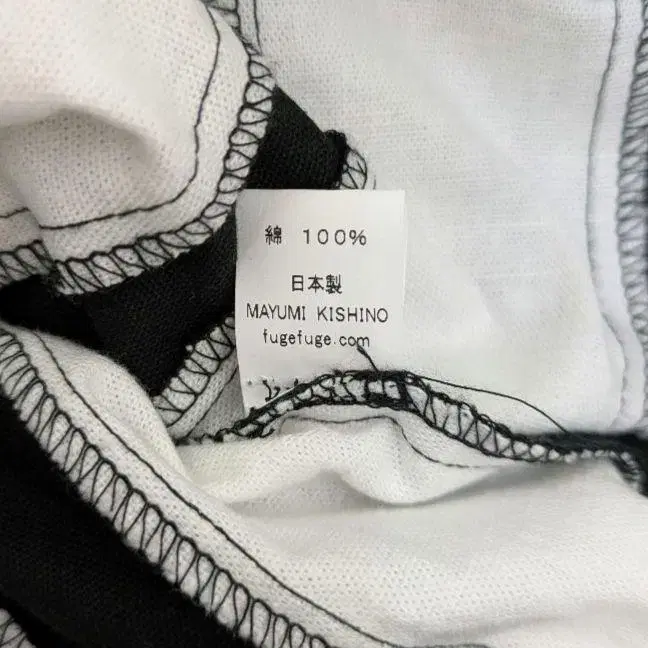 綿 100%
日本製
MAYUMI KISHINO
fugefuge.com